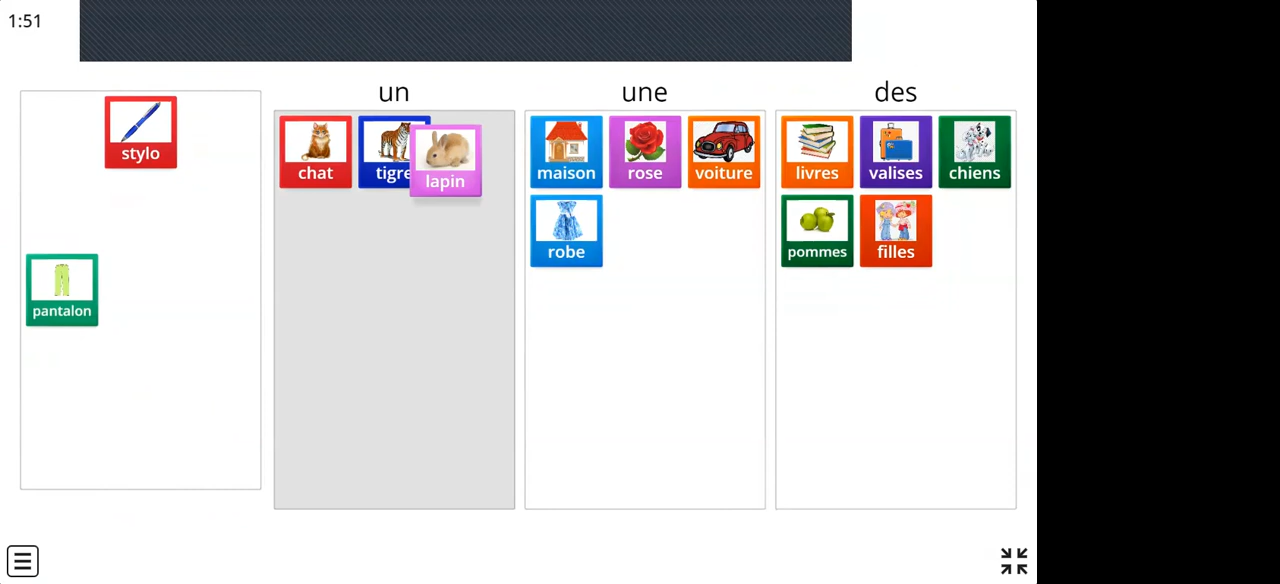 1:51
un
une
des
stylo
chat
tigre
lapin
maison
rose
voiture
livres
valises
chiens
robe
pommes
filles
pantalon